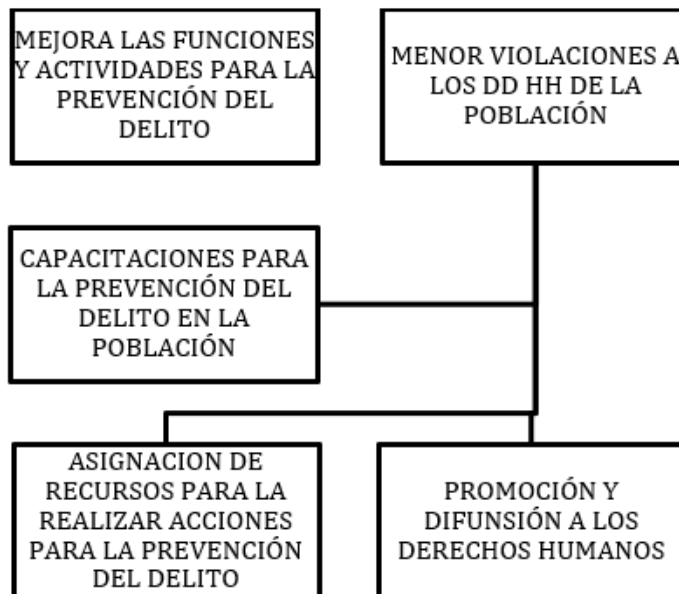 MEJORA LAS FUNCIONES
Y ACTIVIDADES PARA LA
PREVENCIÓN DEL
DELITO
MENOR VIOLACIONES A
LOS DD HH DE LA
POBLACIÓN
CAPACITACIONES PARA
LA PREVENCIÓN DEL
DELITO EN LA
POBLACIÓN
ASIGNACION DE
RECURSOS PARA LA
REALIZAR ACCIONES
PARA LA PREVENCIÓN
DEL DELITO
PROMOCIÓN Y
DIFUNSIÓN A LOS
DERECHOS HUMANOS